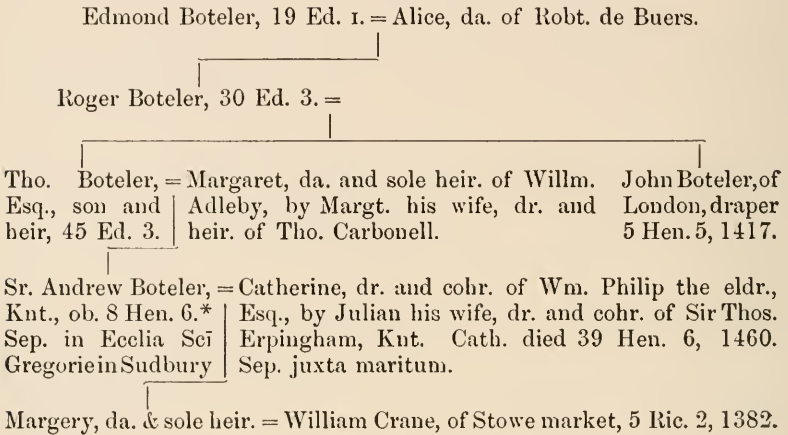 Edmond Boteler, 19 Ed. I. = Alice, da. of Robt. de Buers.
Roger Boteler, 30 Ed. 3. =
Tho. Boteler, = Margaret, da. and sole heir. of Willm. John Boteler, of
Esq., son and Adleby, by Margt. his wife, dr. and London, draper
heir, 45 Ed. 3. heir. of Tho. Carbonell. 5 Hen. 5, 1417.
Sr. Andrew Boteler, = Catherine, dr. and cohr. of Wm. Philip the eldr.,
Knt., ob. 8 Hen. 6.* Esq., by Julian his wife, dr. and cohr. of Sir Thos.
Sep. in Ecclia Scī Erpingham, Knt. Cath. died 39 Hen. 6, 1460.
Gregorie in Sudbury Sep. juxta maritum.
Margery, da. & sole heir. = William Crane, of Stowe market, 5 Ric. 2, 1382.